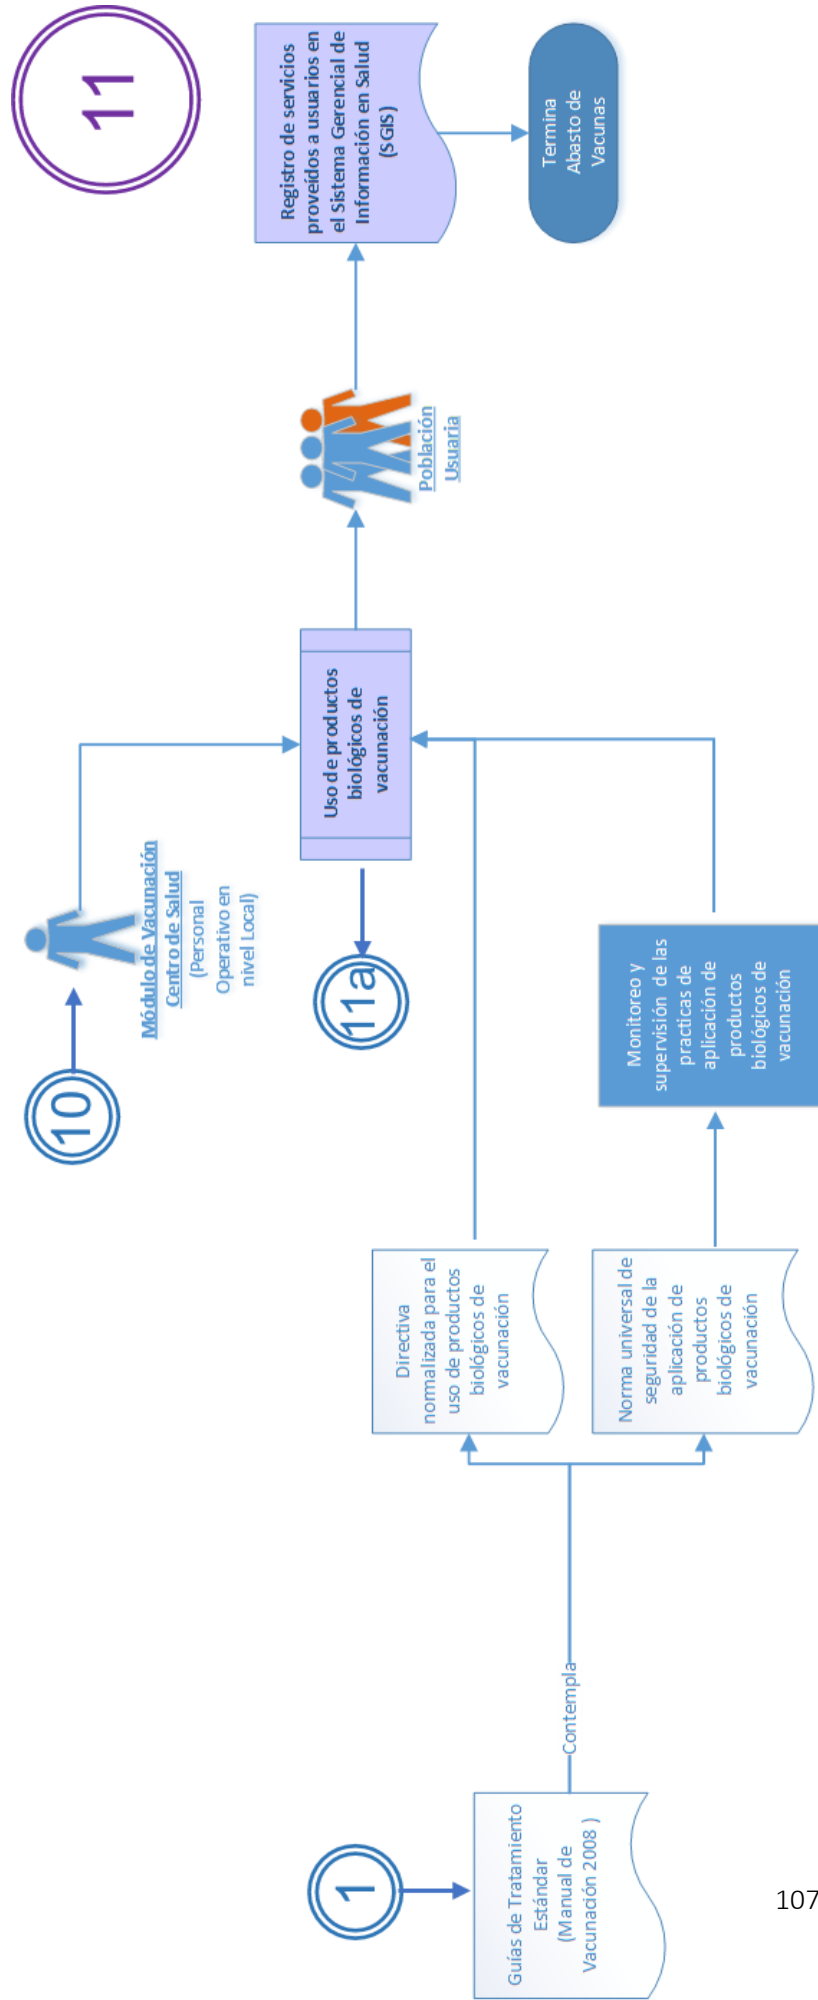 11
10
Módulo de Vacunación
Centro de Salud
(Personal
Operativo en
nivel Local)
1
Guías de Tratamiento
Estándar
(Manual de
Vacunación 2008 )
Contempla
Directiva
normalizada para el
uso de productos
biológicos de
vacunación
Norma universal de
seguridad de la
aplicación de
productos
biológicos de
vacunación
Monitoreo y
supervisión de las
practicas de
aplicación de
productos
biológicos de
vacunación
11a
Uso de productos
biológicos de
vacunación
Población
Usuaria
Registro de servicios
proveídos a usuarios en
el Sistema Gerencial de
Información en Salud
(SGIS)
Termina
Abasto de
Vacunas
107